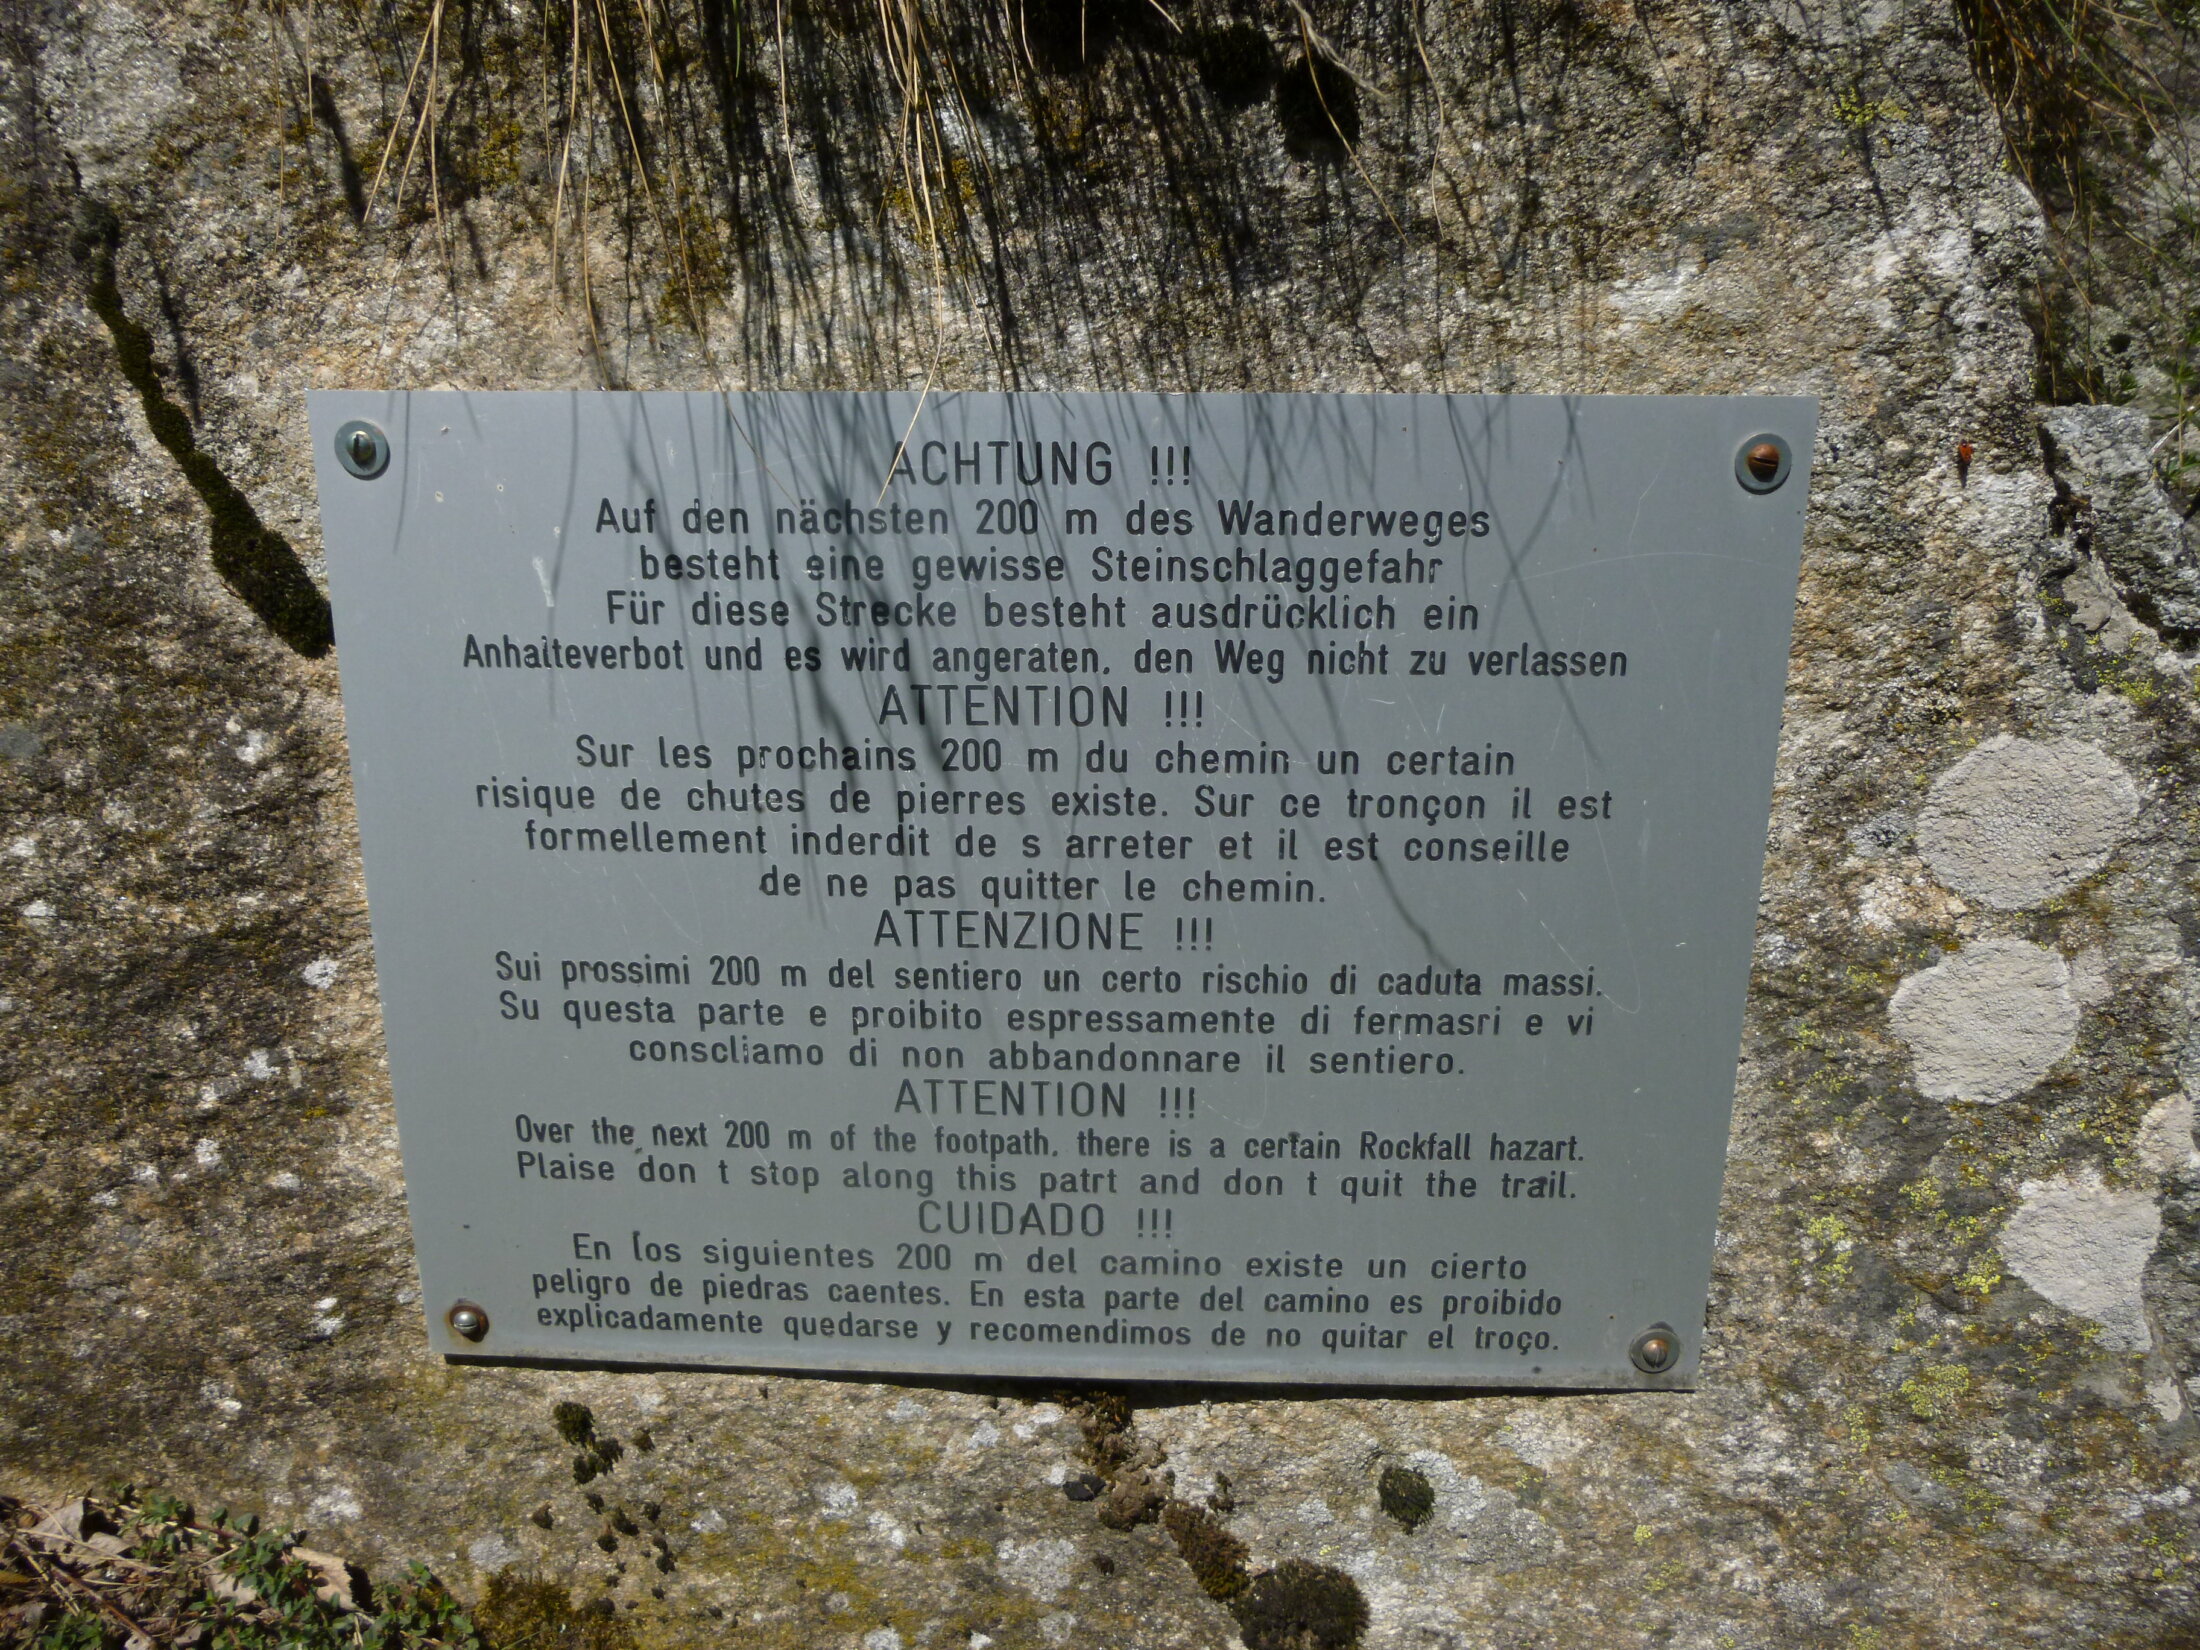 ACHTUNG !!!
Auf den nächsten 200 m des Wanderweges
besteht eine gewisse Steinschlaggefahr
Für diese Strecke besteht ausdrücklich ein
Anhalteverbot und es wird angeraten, den Weg nicht zu verlassen
ATTENTION !!!
Sur les prochains 200 m du chemin un certain
risique de chutes de pierres existe. Sur ce tronçon il est
formellement inderdit de s arreter et il est conseille
de ne pas quitter le chemin.
ATTENZIONE !!!
Sui prossimi 200 m del sentiero un certo rischio di caduta massi.
Su questa parte e proibito espressamente di fermasri e vi
conscliamo di non abbandonnare il sentiero.
ATTENTION !!!
Over the next 200 m of the footpath, there is a certain Rockfall hazart.
Plaise don t stop along this patrt and don t quit the trail.
CUIDADO !!!
En los siguientes 200 m del camino existe un cierto
peligro de piedras caentes. En esta parte del camino es proibido
explicadamente quedarse y recomendimos de no quitar el troço.